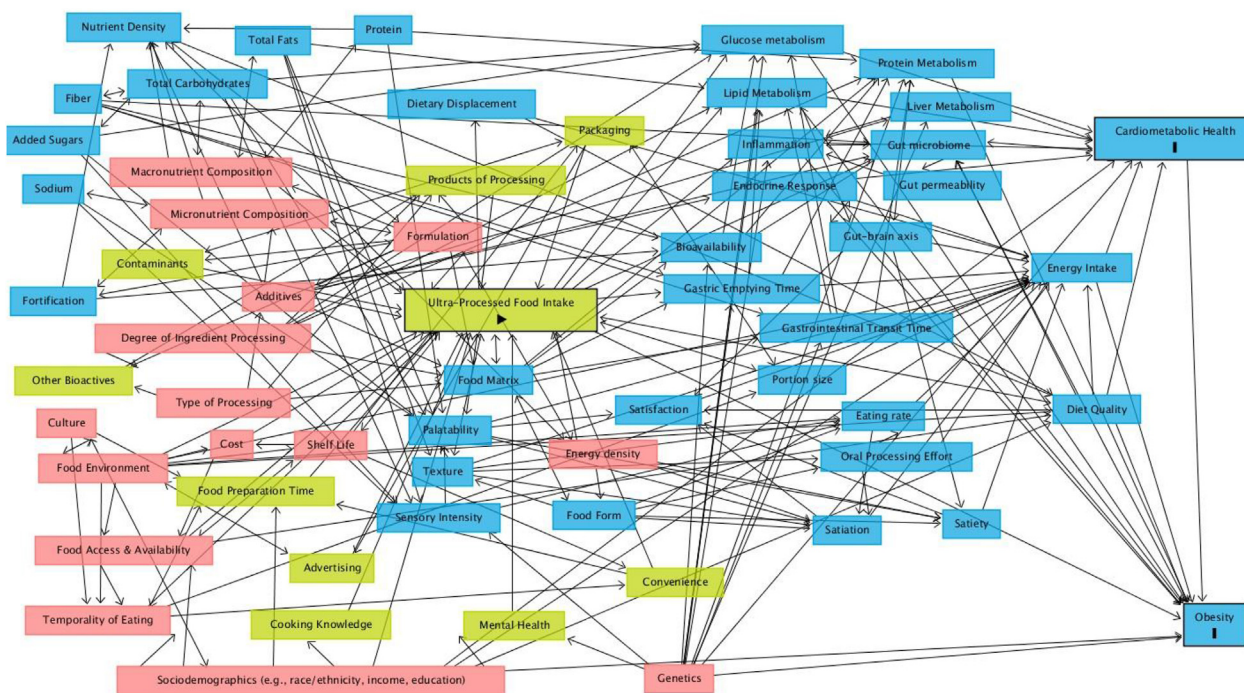 Nutrient Density
Total Fats
Protein
Glucose metabolism
Protein Metabolism
Total Carbohydrates
Fiber
Dietary Displacement
Lipid Metabolism
Liver Metabolism
Added Sugars
Packaging
Inflammation
Gut microbiome
Cardiometabolic Health
Macronutrient Composition
Products of Processing
Endocrine Response
Gut permeability
Sodium
Micronutrient Composition
Formulation
Bioavailability
Gut-brain axis
Contaminants
Energy Intake
Fortification
Additives
Ultra-Processed Food Intake
Gastric Emptying Time
Degree of Ingredient Processing
Gastrointestinal Transit Time
Other Bioactives
Food Matrix
Portion size
Type of Processing
Satisfaction
Eating rate
Diet Quality
Culture
Cost
Shelf Life
Palatability
Energy density
Oral Processing Effort
Food Environment
Texture
Food Preparation Time
Sensory Intensity
Food Form
Satiation
Satiety
Food Access & Availability
Advertising
Convenience
Temporality of Eating
Cooking Knowledge
Mental Health
Obesity
Sociodemographics (e.g., race/ethnicity, income, education)
Genetics